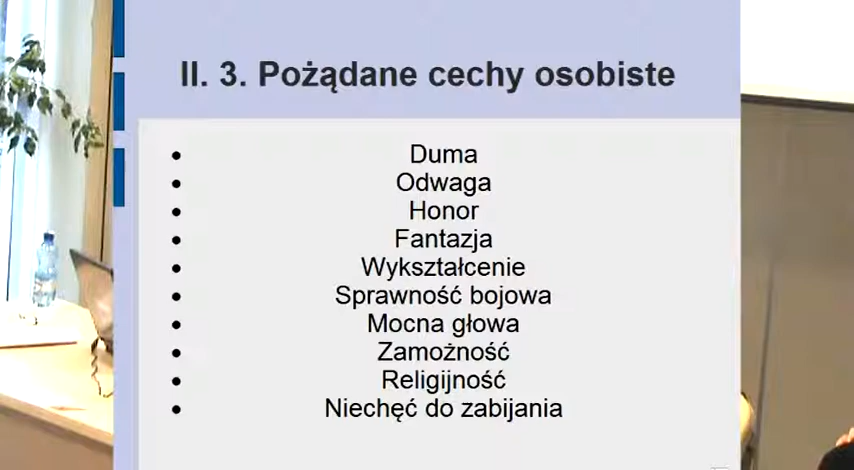 II. 3. Pożądane cechy osobiste
• Duma
• Odwaga
• Honor
• Fantazja
• Wykształcenie
• Sprawność bojowa
• Mocna głowa
• Zamożność
• Religijność
• Niechęć do zabijania